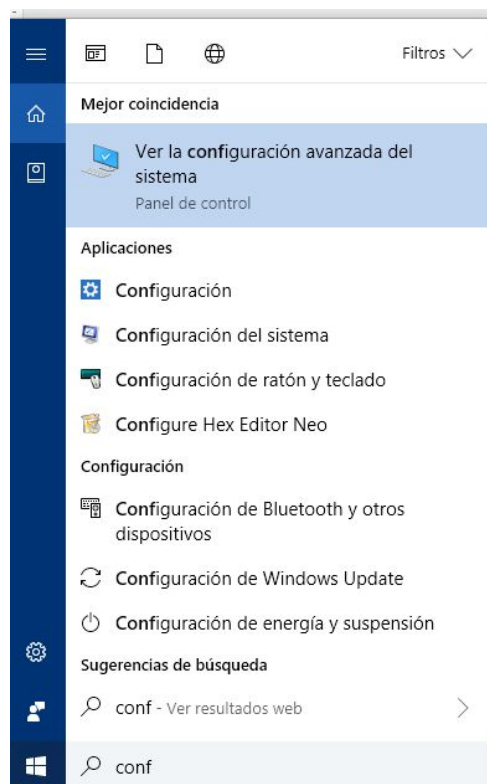 Filtros
Mejor coincidencia
Ver la configuración avanzada del
sistema
Panel de control
Aplicaciones
Configuración
Configuración del sistema
Configuración de ratón y teclado
Configure Hex Editor Neo
Configuración
Configuración de Bluetooth y otros
dispositivos
Configuración de Windows Update
Configuración de energía y suspensión
Sugerencias de búsqueda
conf - Ver resultados web
conf